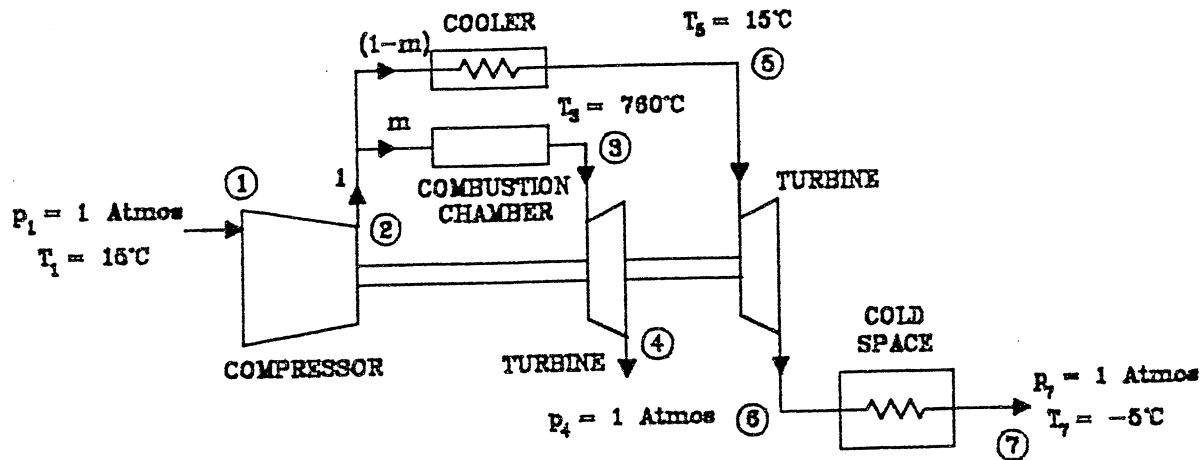 COOLER
T₅ = 15°C
(1-m)
⑤
T₃ = 760°C
m
③
①
1
COMBUSTION
CHAMBER
TURBINE
p₁ = 1 Atmos
②
T₁ = 15°C
COLD
SPACE
④
COMPRESSOR
TURBINE
p₇ = 1 Atmos
p₄ = 1 Atmos
⑥
T₇ = -5°C
⑦